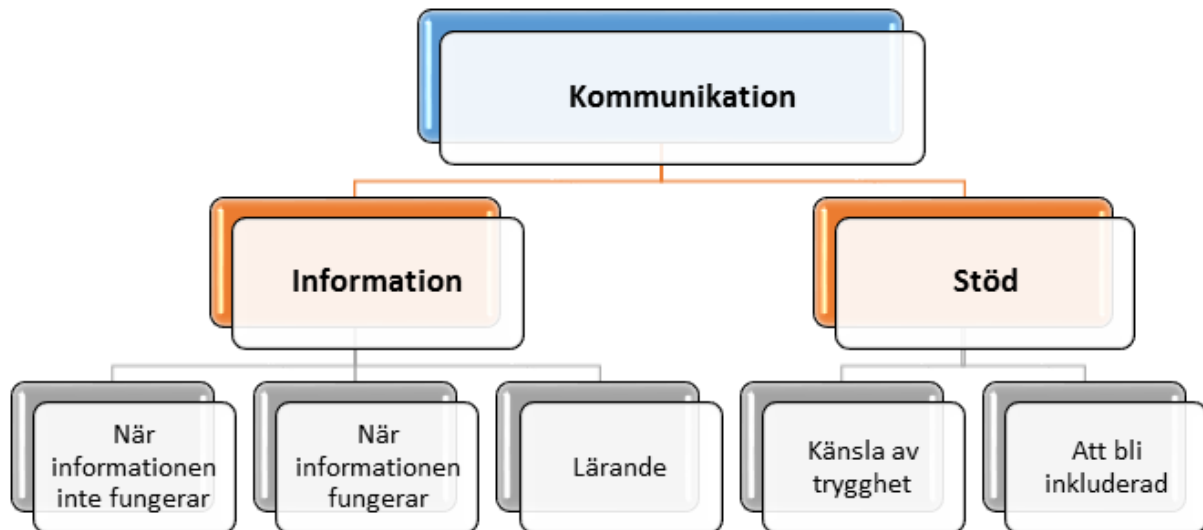 Kommunikation
Information
Stöd
När
informationen
inte fungerar
När
informationen
fungerar
Lärande
Känsla av
trygghet
Att bli
inkluderad